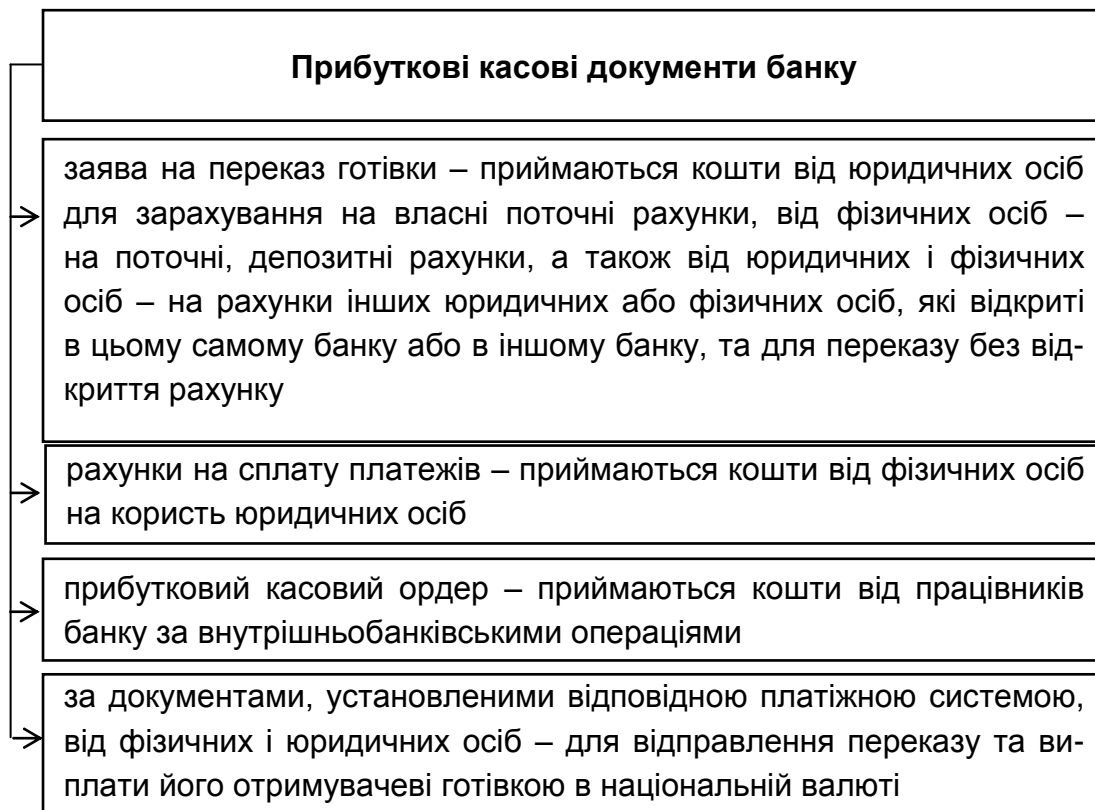 Прибуткові касові документи банку
заява на переказ готівки – приймаються кошти від юридичних осіб
для зарахування на власні поточні рахунки, від фізичних осіб –
на поточні, депозитні рахунки, а також від юридичних і фізичних
осіб – на рахунки інших юридичних або фізичних осіб, які відкриті
в цьому самому банку або в іншому банку, та для переказу без від-
криття рахунку
рахунки на сплату платежів – приймаються кошти від фізичних осіб
на користь юридичних осіб
прибутковий касовий ордер – приймаються кошти від працівників
банку за внутрішньобанківськими операціями
за документами, установленими відповідною платіжною системою,
від фізичних і юридичних осіб – для відправлення переказу та ви-
плати його отримувачеві готівкою в національній валюті